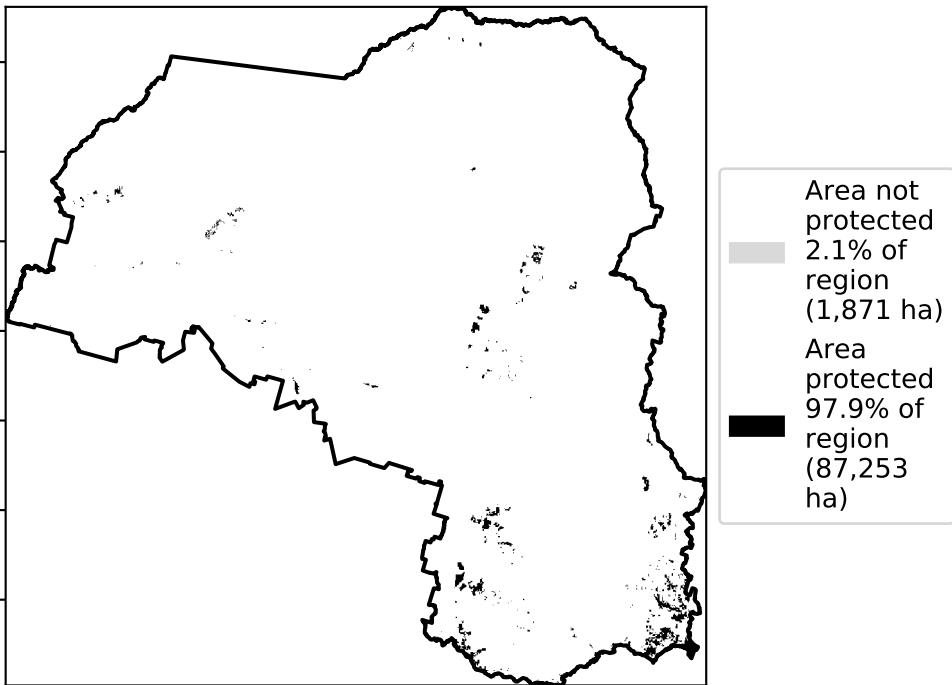 Area not
protected
2.1% of
region
(1,871 ha)
Area
protected
97.9% of
region
(87,253
ha)